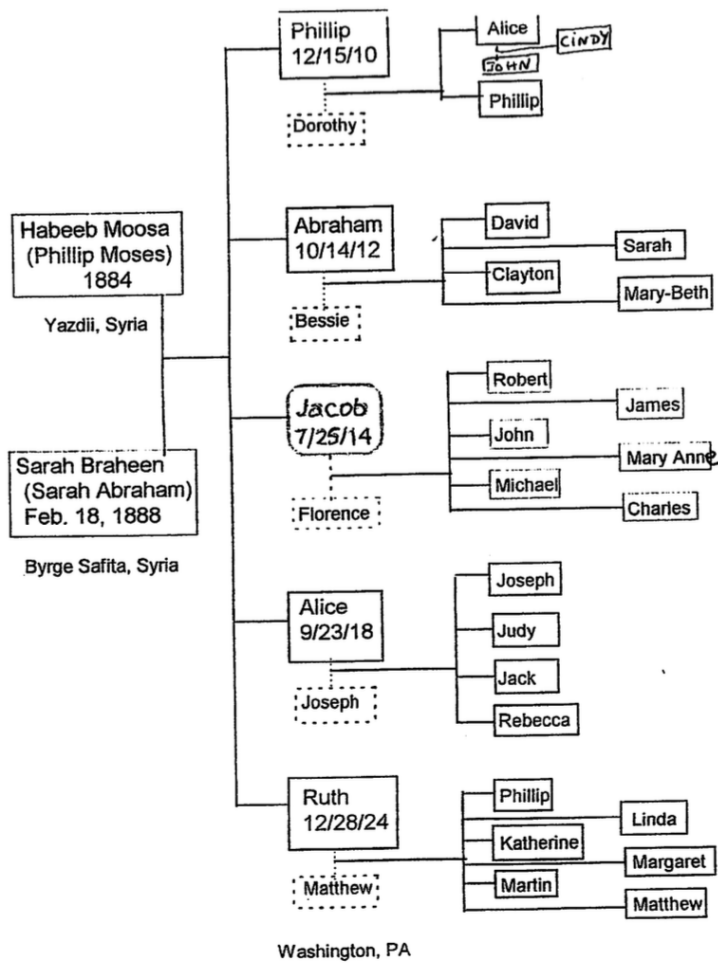 Phillip
12/15/10
Dorothy
Alice
CINDY
JOHN
Phillip
Habeeb Moosa
(Phillip Moses)
1884
Yazdii, Syria
Sarah Braheen
(Sarah Abraham)
Feb. 18, 1888
Byrge Safita, Syria
Abraham
10/14/12
Bessie
David
Sarah
Clayton
Mary-Beth
Jacob
7/25/14
Florence
Robert
James
John
Mary Anne
Michael
Charles
Alice
9/23/18
Joseph
Joseph
Judy
Jack
Rebecca
Ruth
12/28/24
Matthew
Phillip
Linda
Katherine
Margaret
Martin
Matthew
Washington, PA